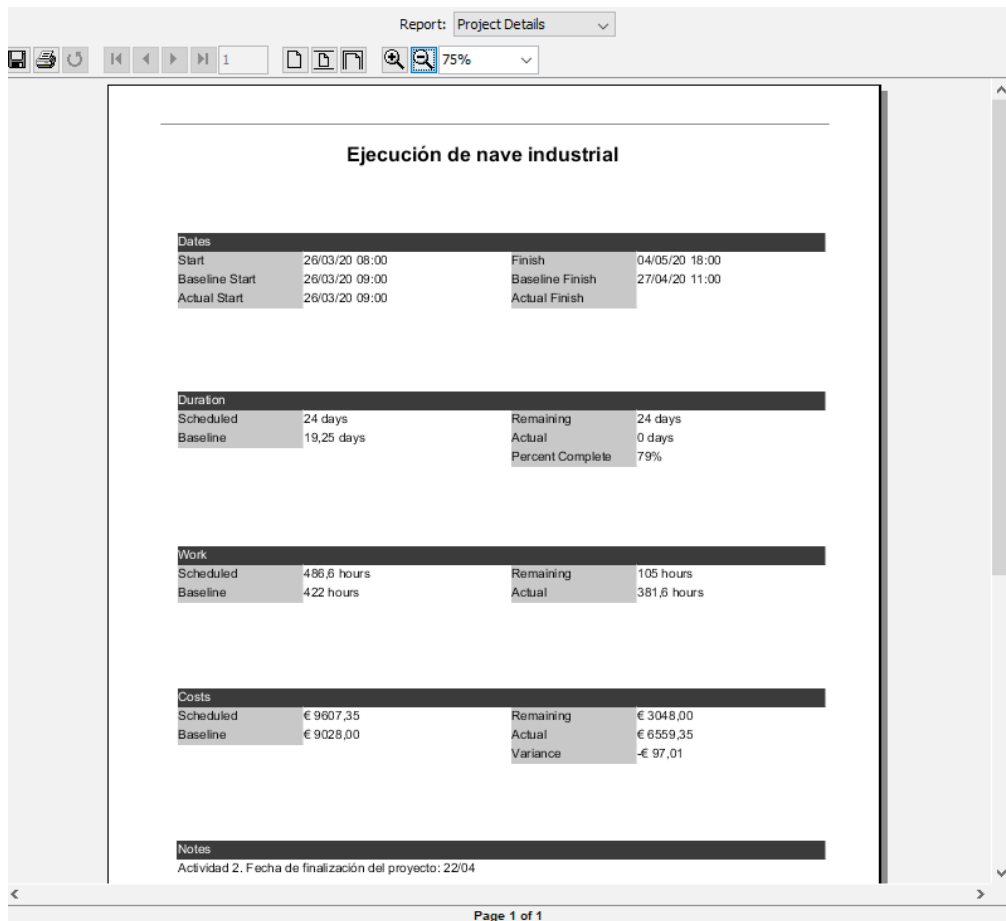 Report: Project Details
1 75%
Ejecución de nave industrial
Dates
Start 26/03/20 08:00 Finish 04/05/20 18:00
Baseline Start 26/03/20 09:00 Baseline Finish 27/04/20 11:00
Actual Start 26/03/20 09:00 Actual Finish
Duration
Scheduled 24 days Remaining 24 days
Baseline 19,25 days Actual 0 days
Percent Complete 79%
Work
Scheduled 486,6 hours Remaining 105 hours
Baseline 422 hours Actual 381,6 hours
Costs
Scheduled € 9607,35 Remaining € 3048,00
Baseline € 9028,00 Actual € 6559,35
Variance -€ 97,01
Notes
Actividad 2. Fecha de finalización del proyecto: 22/04
Page 1 of 1